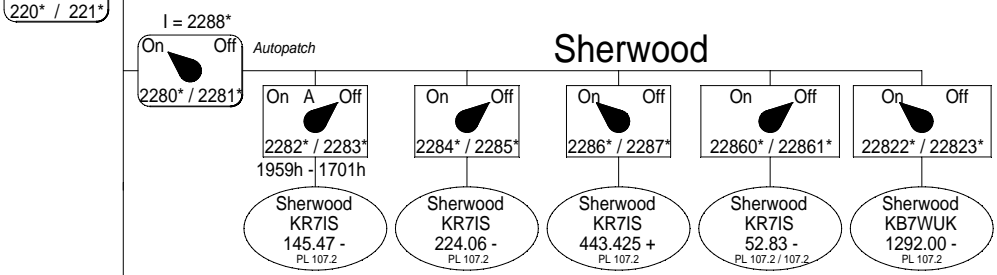 220* / 221*
I = 2288*
On Off
2280* / 2281*
Autopatch
Sherwood
On A Off
2282* / 2283*
1959h - 1701h
On Off
2284* / 2285*
On Off
2286* / 2287*
On Off
22860* / 22861*
On Off
22822* / 22823*
Sherwood
KR7IS
145.47 -
PL 107.2
Sherwood
KR7IS
224.06 -
PL 107.2
Sherwood
KR7IS
443.425 +
PL 107.2
Sherwood
KR7IS
52.83 -
PL 107.2 / 107.2
Sherwood
KB7WUK
1292.00 -
PL 107.2